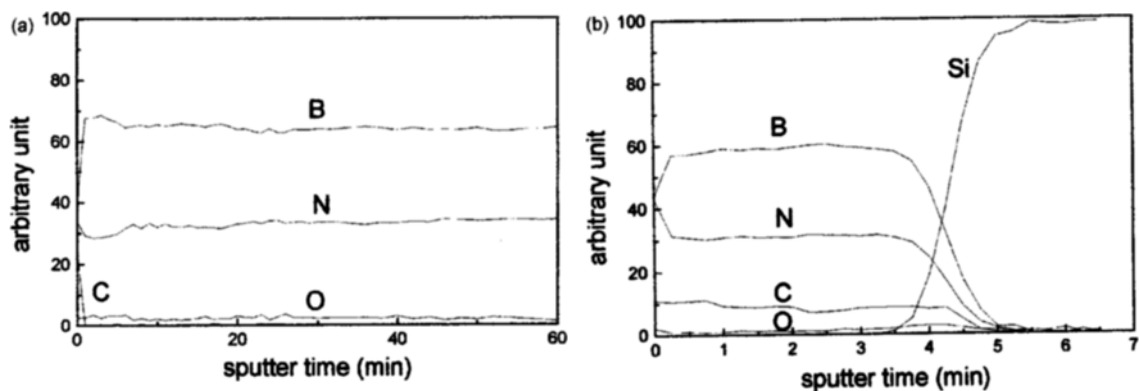 (a)
arbitrary unit
100
80
60
40
20
0
B
N
C
O
0 20 40 60
sputter time (min)
(b)
arbitrary unit
100
80
60
40
20
0
Si
B
N
C
O
0 1 2 3 4 5 6 7
sputter time (min)